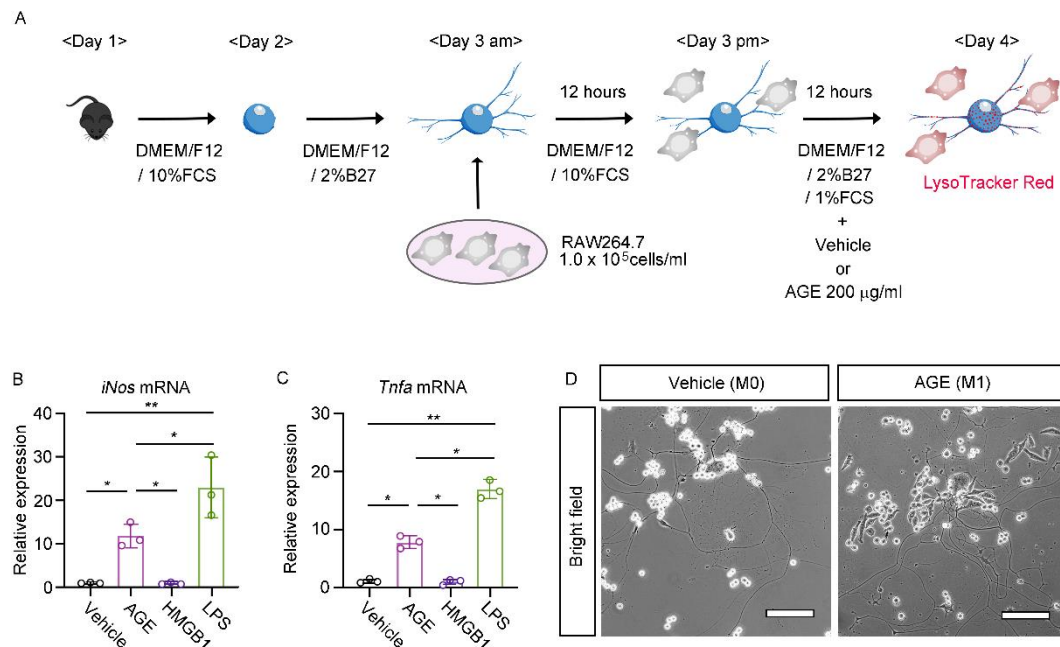 A
<Day 1>
<Day 2>
<Day 3 am>
<Day 3 pm>
<Day 4>
DMEM/F12
/ 10%FCS
DMEM/F12
/ 2%B27
12 hours
DMEM/F12
/ 10%FCS
12 hours
DMEM/F12
/ 2%B27
/ 1%FCS
+
Vehicle
or
AGE 200 μg/ml
LysoTracker Red
RAW264.7
1.0 x 10⁵cells/ml
B
iNos mRNA
Relative expression
40
30
20
10
0
**
*
*
*
Vehicle
AGE
HMGB1
LPS
C
Tnfa mRNA
Relative expression
30
20
10
0
**
*
*
*
Vehicle
AGE
HMGB1
LPS
D
Vehicle (M0)
AGE (M1)
Bright field